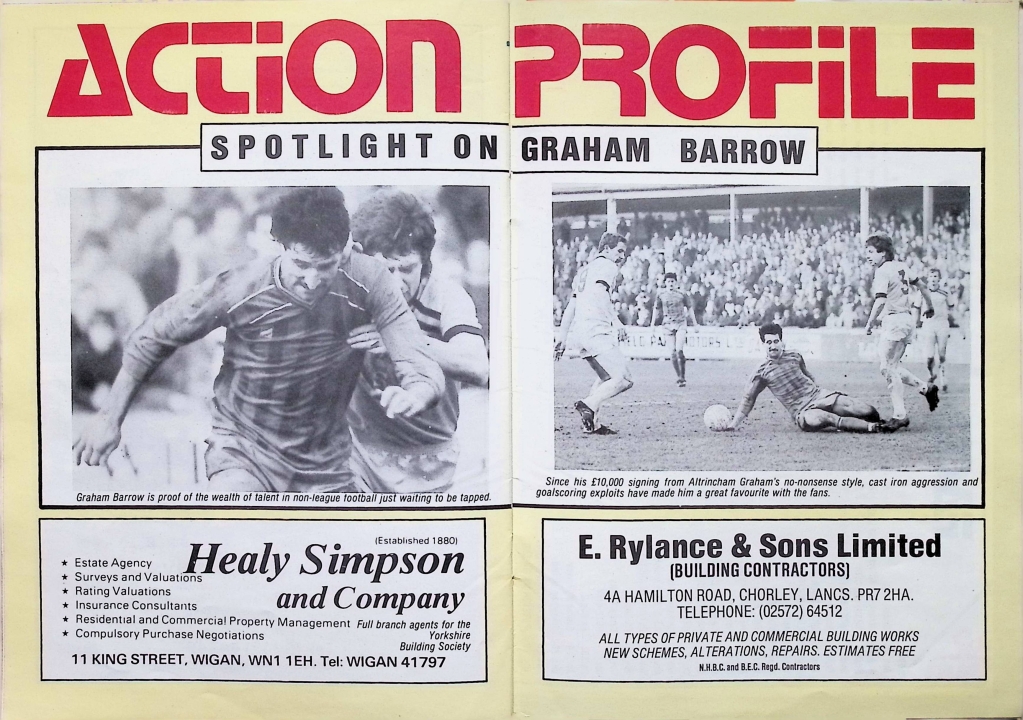 ACTION PROFILE
SPOTLIGHT ON GRAHAM BARROW
Graham Barrow is proof of the wealth of talent in non-league football just waiting to be tapped.
Since his £10,000 signing from Altrincham Graham's no-nonsense style, cast iron aggression and
goalscoring exploits have made him a great favourite with the fans.
(Established 1880)
Healy Simpson
and Company
★ Estate Agency
★ Surveys and Valuations
★ Rating Valuations
★ Insurance Consultants
★ Residential and Commercial Property Management
★ Compulsory Purchase Negotiations
Full branch agents for the
Yorkshire
Building Society
11 KING STREET, WIGAN, WN1 1EH. Tel: WIGAN 41797
E. Rylance & Sons Limited
(BUILDING CONTRACTORS)
4A HAMILTON ROAD, CHORLEY, LANCS. PR7 2HA.
TELEPHONE: (02572) 64512
ALL TYPES OF PRIVATE AND COMMERCIAL BUILDING WORKS
NEW SCHEMES, ALTERATIONS, REPAIRS. ESTIMATES FREE
N.H.B.C. and B.E.C. Regd. Contractors